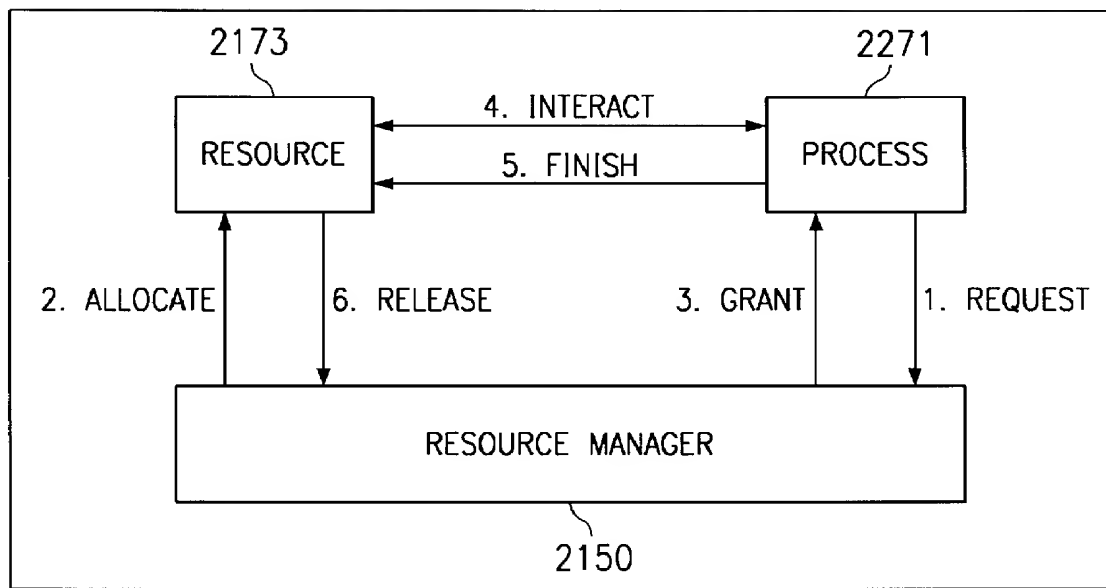 2173
2271
4. INTERACT
RESOURCE
PROCESS
5. FINISH
2. ALLOCATE
6. RELEASE
3. GRANT
1. REQUEST
RESOURCE MANAGER
2150